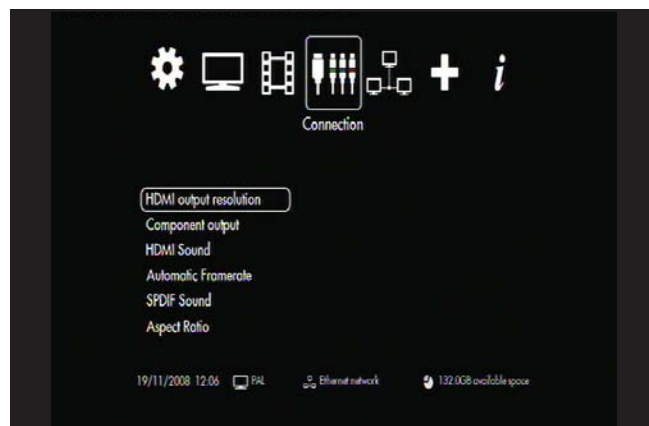 Connection
HDMI output resolution
Component output
HDMI Sound
Automatic Framerate
SPDIF Sound
Aspect Ratio
19/11/2008 12:06 PAL Ethernet network 132.0GB available space